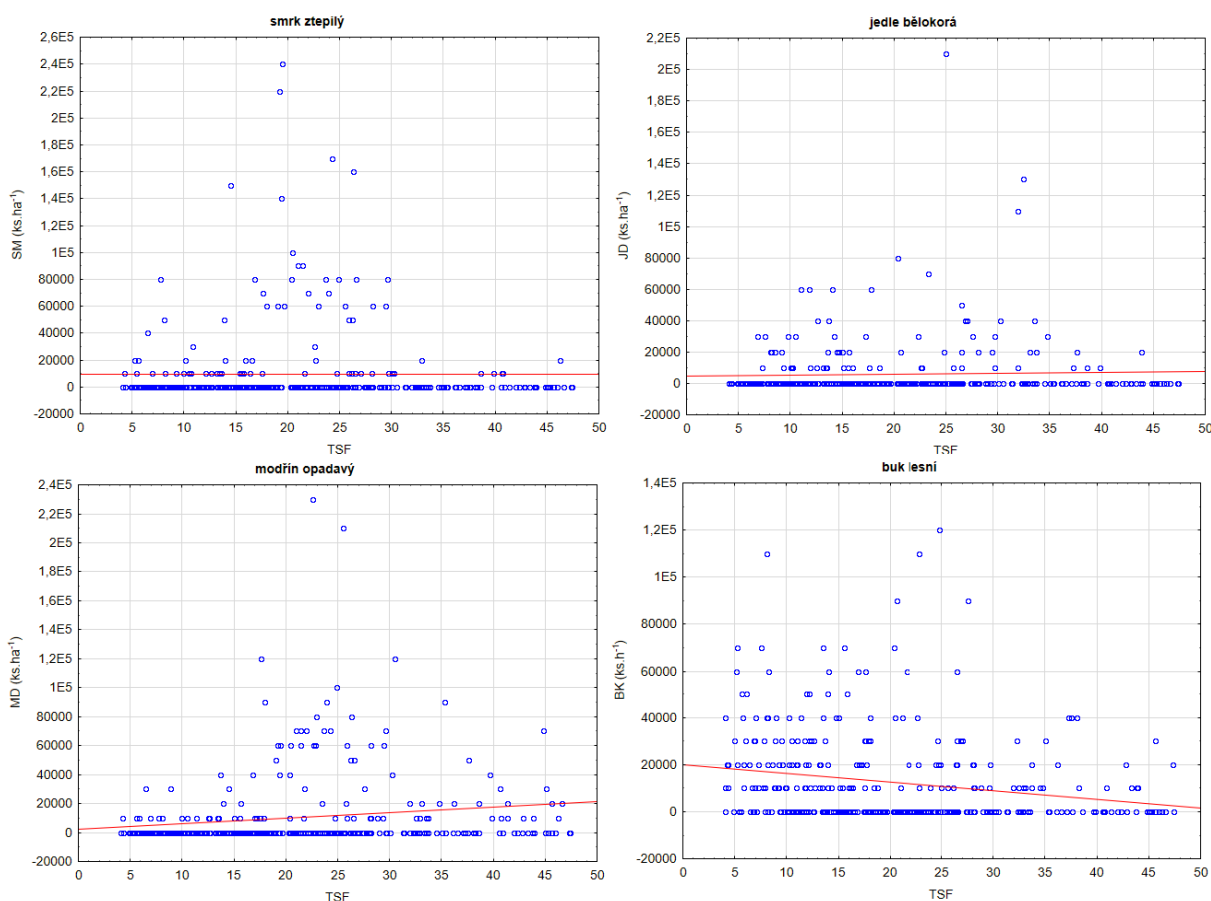 smrk ztepilý
2,6E5
2,4E5
2,2E5
2E5
1,8E5
1,6E5
1,4E5
1,2E5
1E5
80000
60000
40000
20000
0
-20000
SM (ks.ha-1)
0 5 10 15 20 25 30 35 40 45 50
TSF
jedle bělokorá
2,2E5
2E5
1,8E5
1,6E5
1,4E5
1,2E5
1E5
80000
60000
40000
20000
0
-20000
JD (ks.ha-1)
0 5 10 15 20 25 30 35 40 45 50
TSF
modřín opadavý
2,4E5
2,2E5
2E5
1,8E5
1,6E5
1,4E5
1,2E5
1E5
80000
60000
40000
20000
0
-20000
MD (ks.ha-1)
0 5 10 15 20 25 30 35 40 45 50
TSF
buk lesní
1,4E5
1,2E5
1E5
80000
60000
40000
20000
0
-20000
BK (ks.h-1)
0 5 10 15 20 25 30 35 40 45 50
TSF